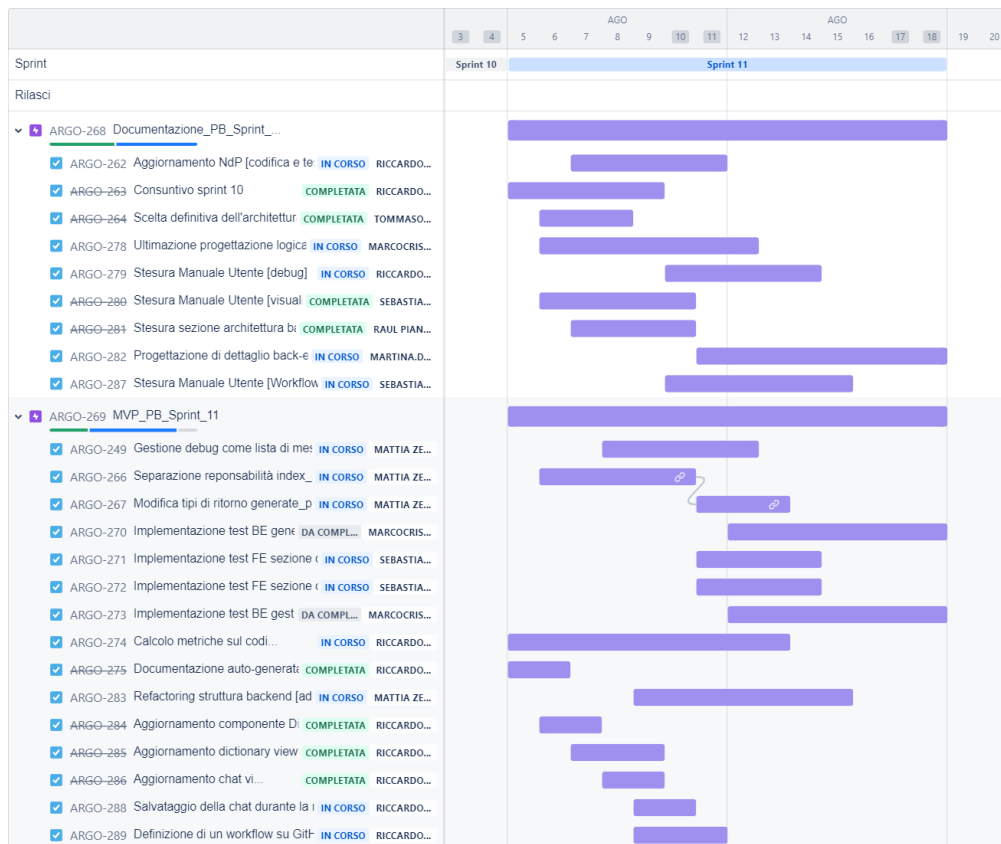 AGO AGO
3 4 5 6 7 8 9 10 11 12 13 14 15 16 17 18 19 20
Sprint Sprint 10 Sprint 11
Rilasci
ARGO-268 Documentazione_PB_Sprint_...
ARGO-262 Aggiornamento NdP [codifica e te IN CORSO RICCARDO...
ARGO-263 Consuntivo sprint 10 COMPLETATA RICCARDO...
ARGO-264 Scelta definitiva dell'architettur COMPLETATA TOMMASO...
ARGO-278 Ultimazione progettazione logica IN CORSO MARCOCRIS...
ARGO-279 Stesura Manuale Utente [debug] IN CORSO RICCARDO...
ARGO-280 Stesura Manuale Utente [visual COMPLETATA SEBASTIA...
ARGO-281 Stesura sezione architettura ba COMPLETATA RAUL PIAN...
ARGO-282 Progettazione di dettaglio back-e IN CORSO MARTINA.D...
ARGO-287 Stesura Manuale Utente [Workflow IN CORSO SEBASTIA...
ARGO-269 MVP_PB_Sprint_11
ARGO-249 Gestione debug come lista di mes IN CORSO MATTIA ZE...
ARGO-266 Separazione reponsabilità index_ IN CORSO MATTIA ZE...
ARGO-267 Modifica tipi di ritorno generate_p IN CORSO MATTIA ZE...
ARGO-270 Implementazione test BE gene DA COMPL... MARCOCRIS...
ARGO-271 Implementazione test FE sezione c IN CORSO SEBASTIA...
ARGO-272 Implementazione test FE sezione c IN CORSO SEBASTIA...
ARGO-273 Implementazione test BE gest DA COMPL... MARCOCRIS...
ARGO-274 Calcolo metriche sul codi... IN CORSO RICCARDO...
ARGO-275 Documentazione auto-generata COMPLETATA RICCARDO...
ARGO-283 Refactoring struttura backend [ad IN CORSO MATTIA ZE...
ARGO-284 Aggiornamento componente Di COMPLETATA RICCARDO...
ARGO-285 Aggiornamento dictionary view COMPLETATA RICCARDO...
ARGO-286 Aggiornamento chat vi... COMPLETATA RICCARDO...
ARGO-288 Salvataggio della chat durante la r IN CORSO RICCARDO...
ARGO-289 Definizione di un workflow su GitH IN CORSO RICCARDO...